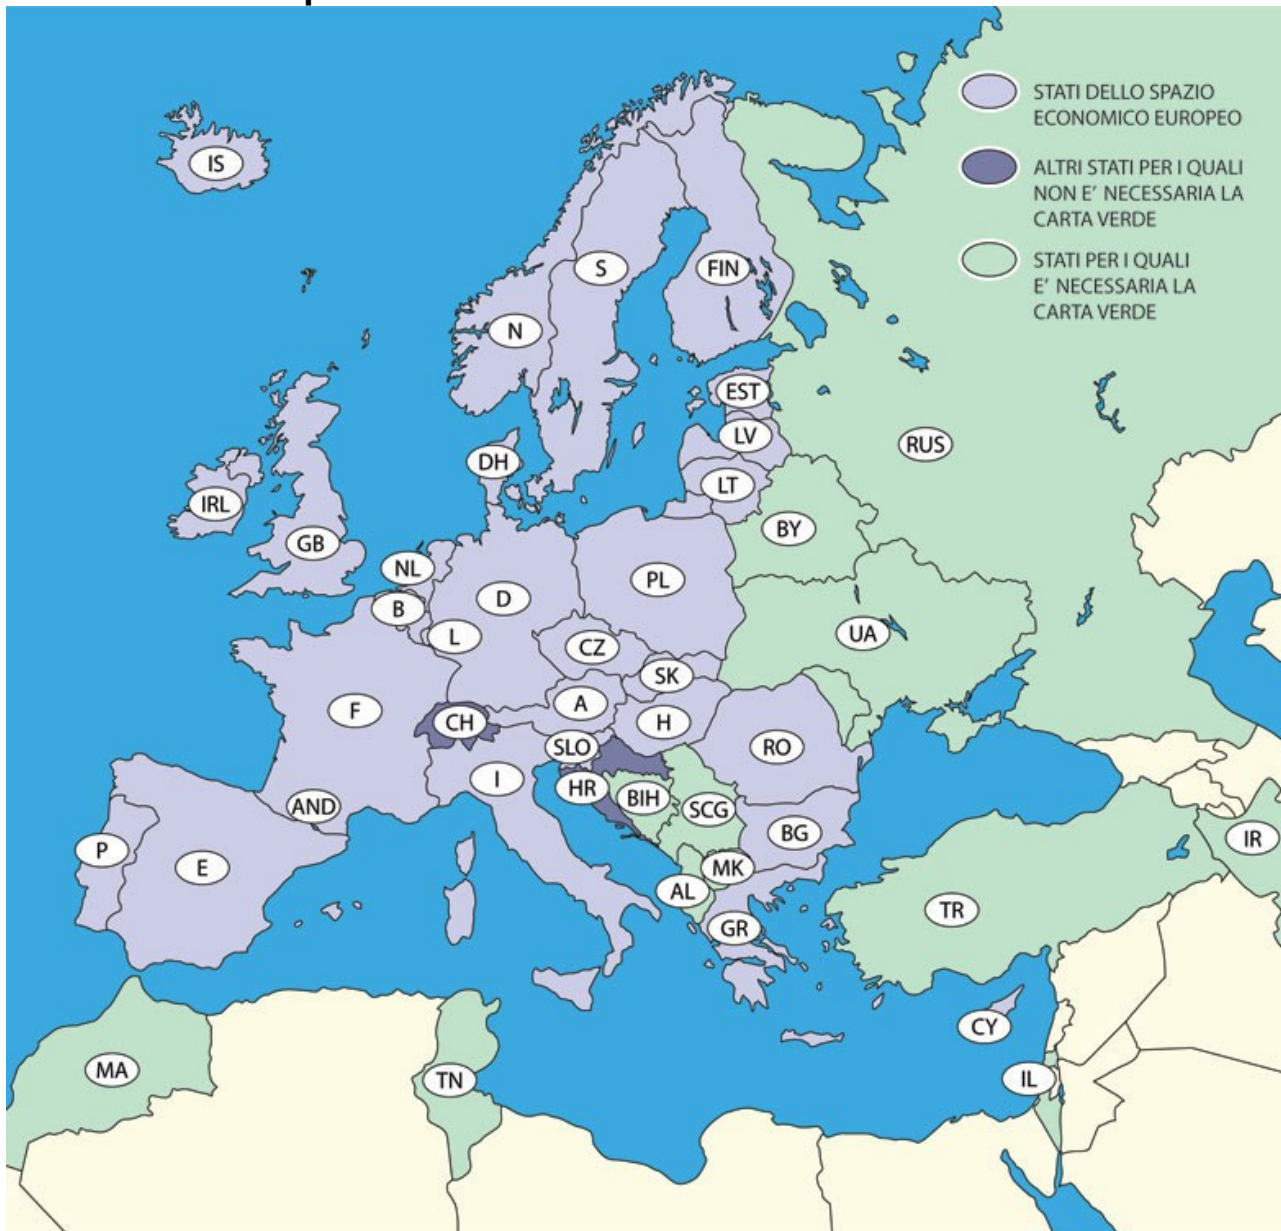 STATI DELLO SPAZIO
ECONOMICO EUROPEO
ALTRI STATI PER I QUALI
NON E' NECESSARIA LA
CARTA VERDE
STATI PER I QUALI
E' NECESSARIA LA
CARTA VERDE
IS
S
FIN
N
EST
LV
RUS
DH
LT
IRL
BY
GB
NL
PL
D
B
UA
L
CZ
SK
A
F
CH
H
SLO
RO
I
HR
BIH
AND
SCG
BG
IR
P
E
MK
AL
TR
GR
CY
MA
TN
IL